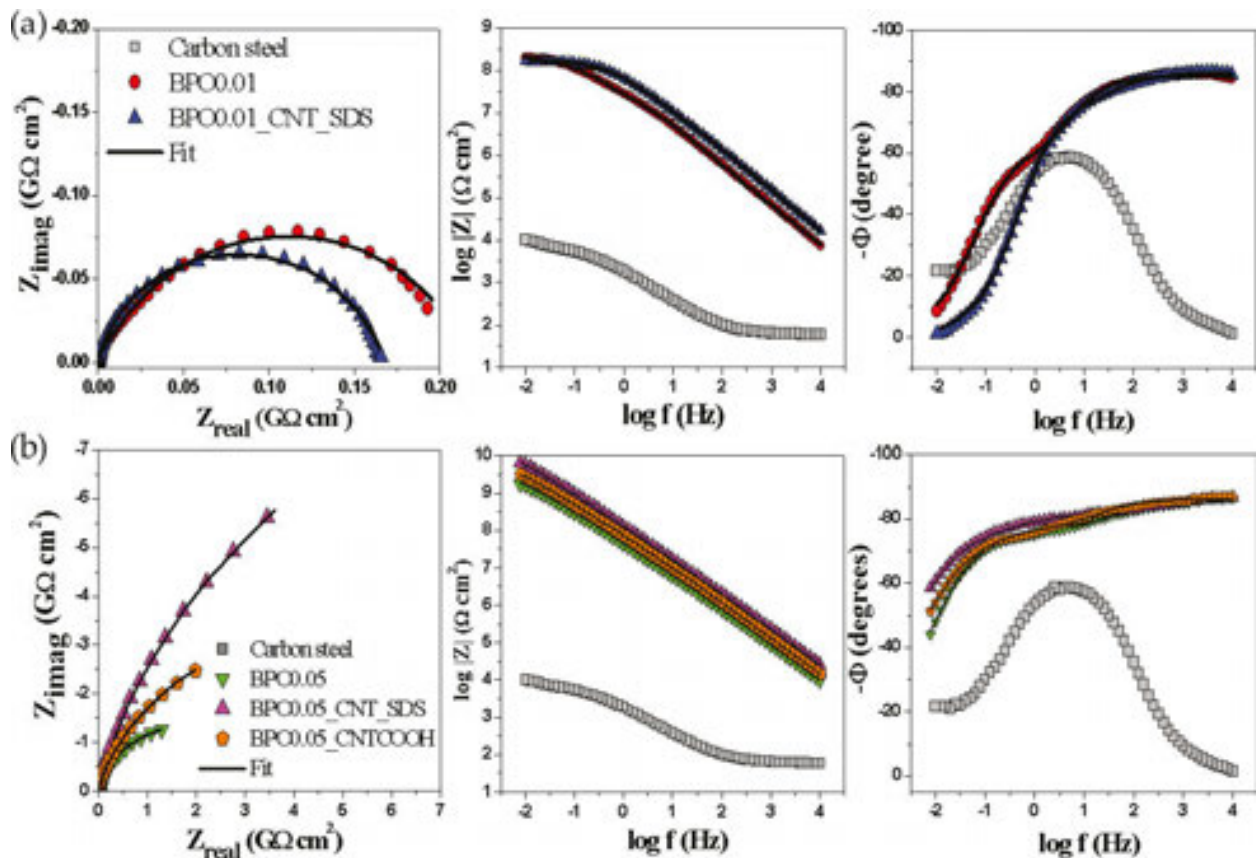 (a)
-0.20
-0.15
-0.10
-0.05
0.00
Z_imag (GΩ cm²)
Carbon steel
BPO0.01
BPO0.01_CNT_SDS
Fit
0.00 0.05 0.10 0.15 0.20
Z_real (GΩ cm²)
9
8
7
6
5
4
3
2
1
log |Z| (Ω cm²)
-2 -1 0 1 2 3 4
log f (Hz)
-100
-80
-60
-40
-20
0
-Φ (degree)
-2 -1 0 1 2 3 4
log f (Hz)
(b)
-7
-6
-5
-4
-3
-2
-1
0
Z_imag (GΩ cm²)
Carbon steel
BPO0.05
BPO0.05_CNT_SDS
BPO0.05_CNTCOOH
Fit
0 1 2 3 4 5 6 7
Z_real (GΩ cm²)
10
9
8
7
6
5
4
3
2
1
log |Z| (Ω cm²)
-2 -1 0 1 2 3 4
log f (Hz)
-100
-80
-60
-40
-20
0
-Φ (degrees)
-2 -1 0 1 2 3 4
log f (Hz)